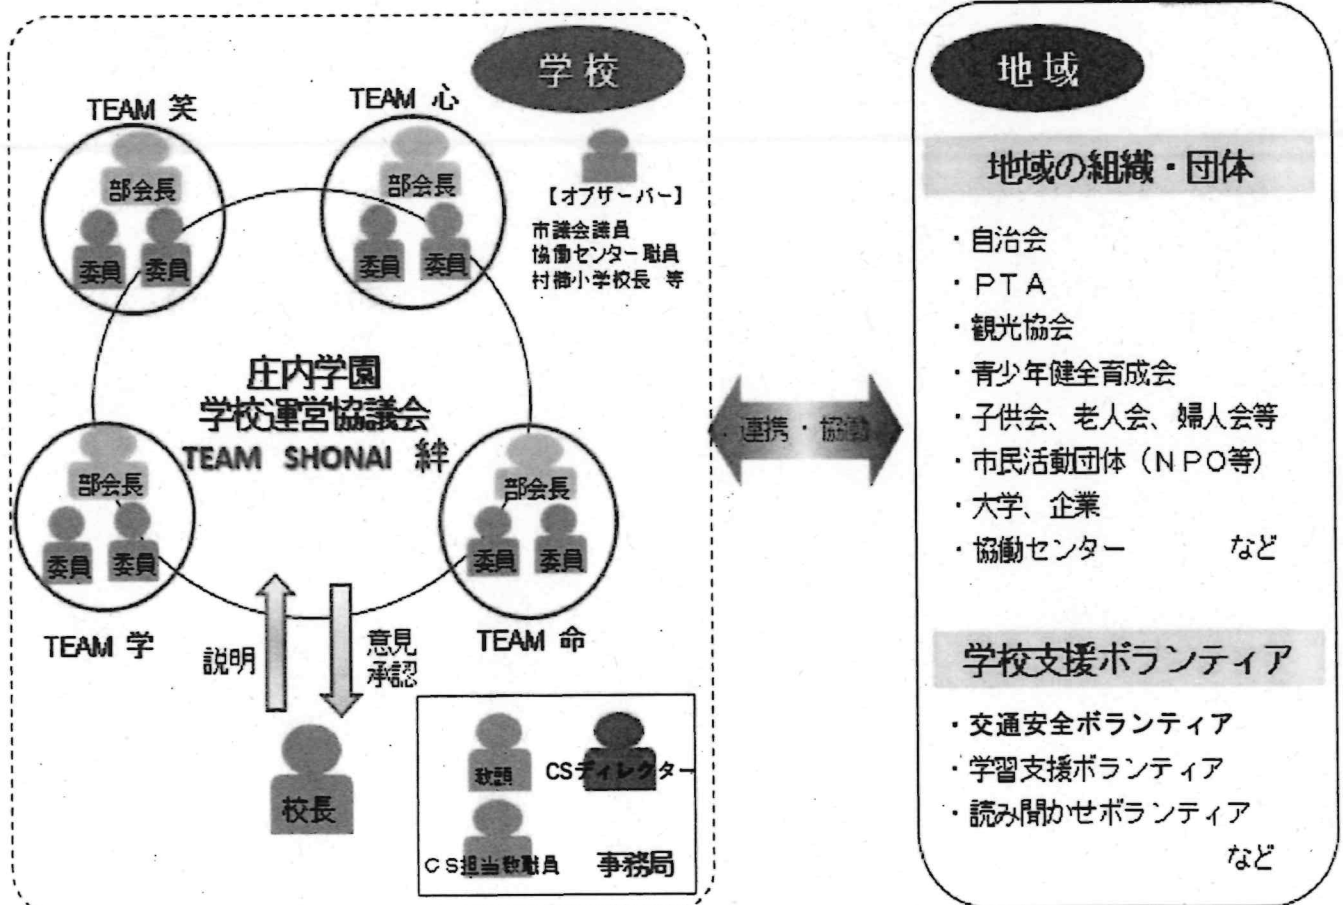 学校
TEAM 笑
部会長
委員 委員
TEAM 心
部会長
委員 委員
【オブザーバー】
市議会議員
協働センター職員
村櫛小学校長 等
庄内学園
学校運営協議会
TEAM SHONAI 絆
部会長
委員 委員
TEAM 学
部会長
委員 委員
TEAM 命
説明
意見
承認
校長
教頭
CSディレクター
CS担当教職員
事務局
連携・協働
地域
地域の組織・団体
・自治会
・PTA
・観光協会
・青少年健全育成会
・子供会、老人会、婦人会等
・市民活動団体（NPO等）
・大学、企業
・協働センター など
学校支援ボランティア
・交通安全ボランティア
・学習支援ボランティア
・読み聞かせボランティア
など